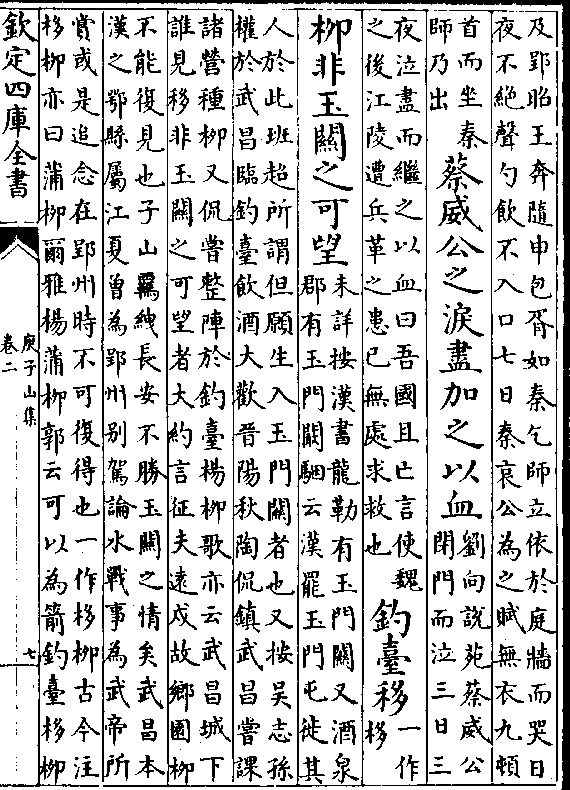 及郢昭王奔隨申包胥如秦乞師立依於庭牆而哭日
夜不絕聲勺飲不入口七日秦哀公為之賦無衣九頓
首而坐秦
師乃出
蔡威公之淚盡加之以血
劉向說苑蔡威公
閉門而泣三日三
夜泣盡而繼之以血曰吾國且亡言使魏
之後江陵遭兵革之患已無處求救也
釣臺移
一作
栘
柳非玉關之可望
未詳按漢書龍勒有玉門關又酒泉
郡有玉門闕駰云漢罷玉門屯徙其
人於此班超所謂但願生入玉門關者也又按吳志孫
權於武昌臨釣臺飲酒大歡晉陽秋陶侃鎮武昌嘗課
諸營種柳又侃嘗整陣於釣臺楊柳歌亦云武昌城下
誰見移非玉關之可望者大約言征夫遠戍故鄉園柳
不能復見也子山羈絏長安不勝玉關之情矣武昌本
漢之鄂縣屬江夏曾為郢州别駕論水戰事為武帝所
賞或是追念在郢州時不可復得也一作栘柳古今注
栘柳亦曰蒲柳爾雅楊蒲柳郭云可以為箭釣臺栘柳
欽定四庫全書
庾子山集
卷二
七